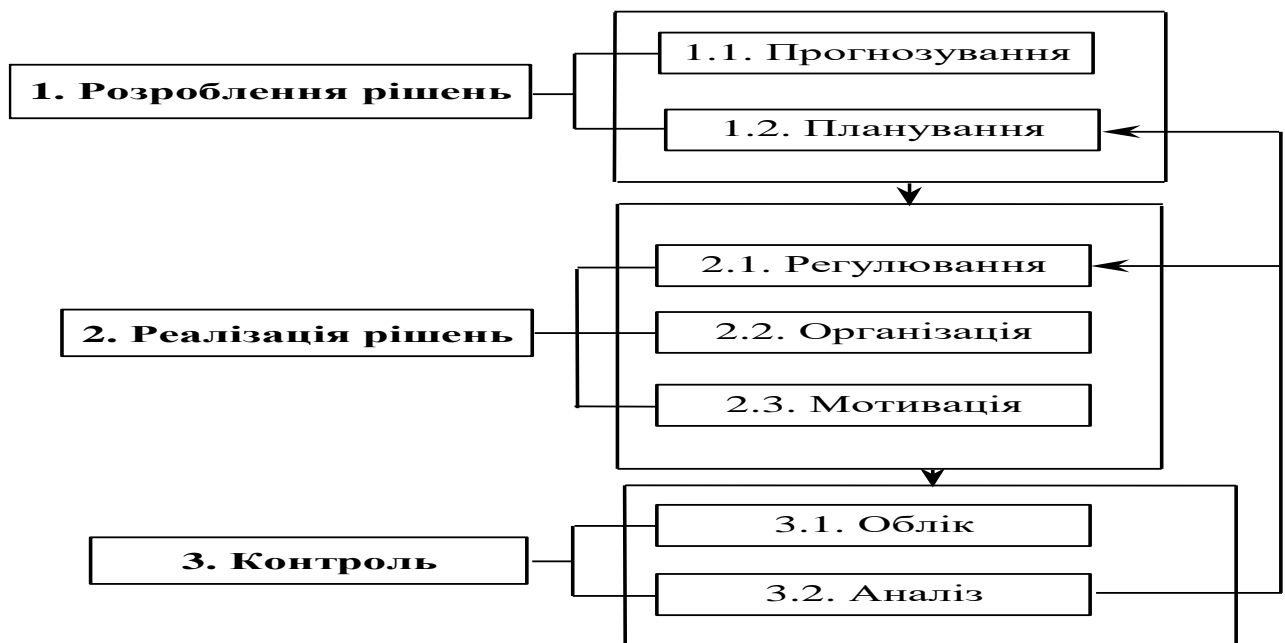 1. Розроблення рішень
1.1. Прогнозування
1.2. Планування
2. Реалізація рішень
2.1. Регулювання
2.2. Організація
2.3. Мотивація
3. Контроль
3.1. Облік
3.2. Аналіз